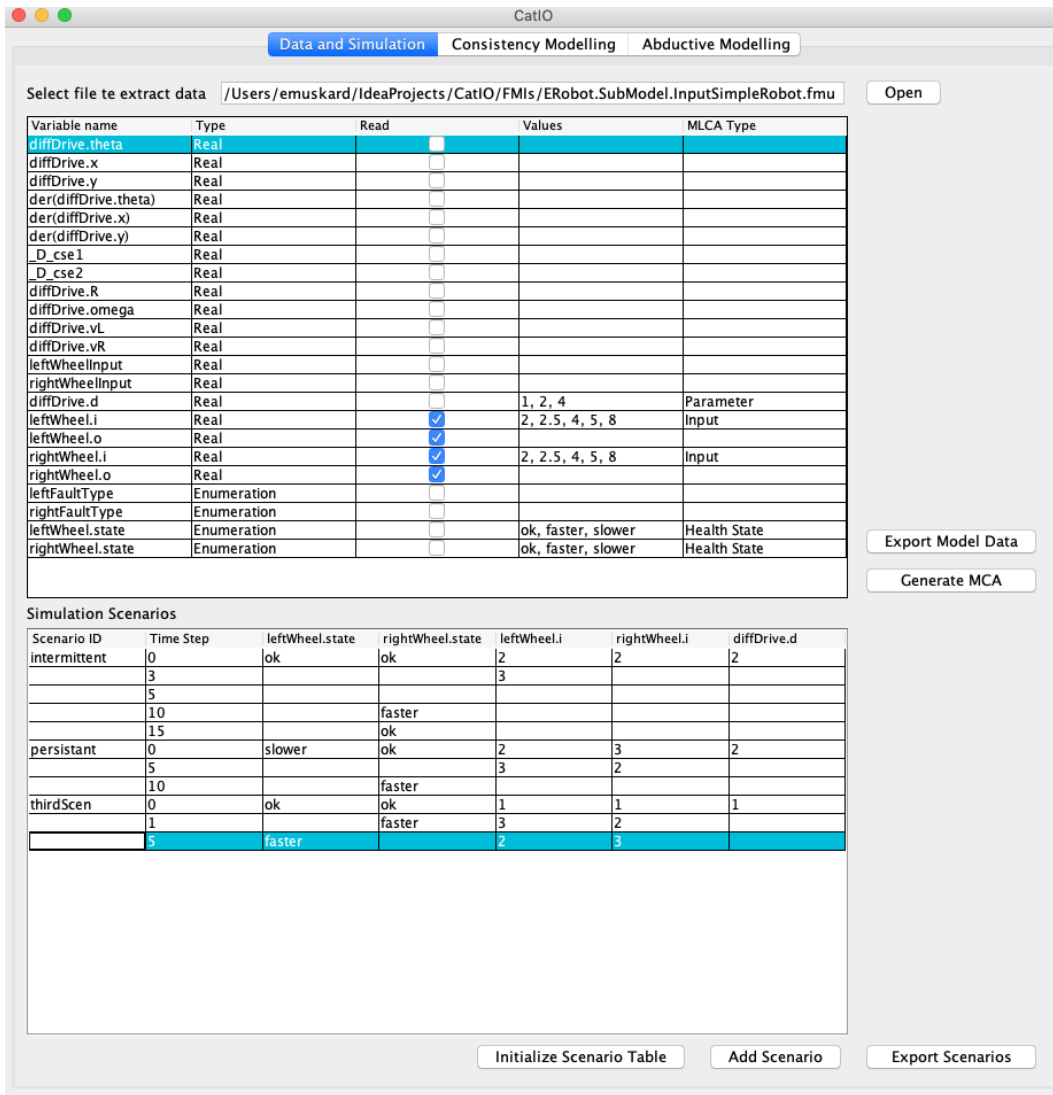 CatIO
Data and Simulation Consistency Modelling Abductive Modelling
Select file te extract data /Users/emuskard/IdeaProjects/CatIO/FMIs/ERobot.SubModel.InputSimpleRobot.fmu Open
Variable name Type Read Values MLCA Type
diffDrive.theta Real
diffDrive.x Real
diffDrive.y Real
der(diffDrive.theta) Real
der(diffDrive.x) Real
der(diffDrive.y) Real
_D_cse1 Real
_D_cse2 Real
diffDrive.R Real
diffDrive.omega Real
diffDrive.vL Real
diffDrive.vR Real
leftWheelInput Real
rightWheelInput Real
diffDrive.d Real 1, 2, 4 Parameter
leftWheel.i Real 2, 2.5, 4, 5, 8 Input
leftWheel.o Real
rightWheel.i Real 2, 2.5, 4, 5, 8 Input
rightWheel.o Real
leftFaultType Enumeration
rightFaultType Enumeration
leftWheel.state Enumeration ok, faster, slower Health State
rightWheel.state Enumeration ok, faster, slower Health State
Export Model Data
Generate MCA
Simulation Scenarios
Scenario ID Time Step leftWheel.state rightWheel.state leftWheel.i rightWheel.i diffDrive.d
intermittent 0 ok ok 2 2 2
3 3
5
10 faster
15 ok
persistant 0 slower ok 2 3 2
5 3 2
10 faster
thirdScen 0 ok ok 1 1 1
1 faster 3 2
5 faster 2 3
Initialize Scenario Table Add Scenario Export Scenarios